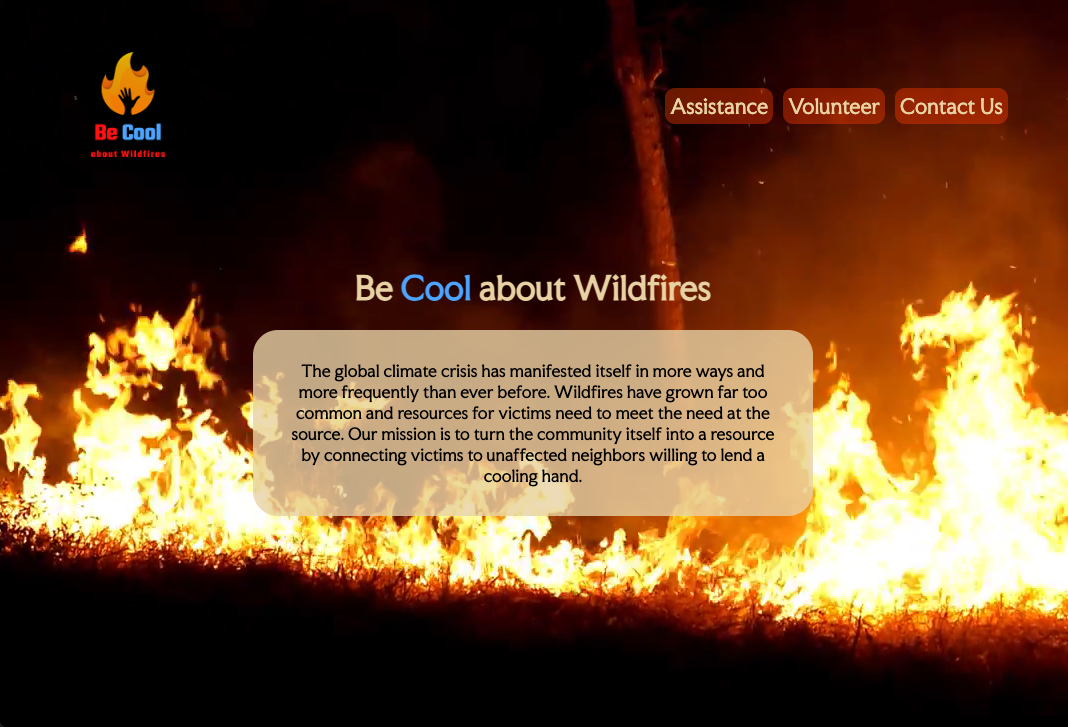 Be Cool
about Wildfires
Assistance Volunteer Contact Us
Be Cool about Wildfires
The global climate crisis has manifested itself in more ways and
more frequently than ever before. Wildfires have grown far too
common and resources for victims need to meet the need at the
source. Our mission is to turn the community itself into a resource
by connecting victims to unaffected neighbors willing to lend a
cooling hand.